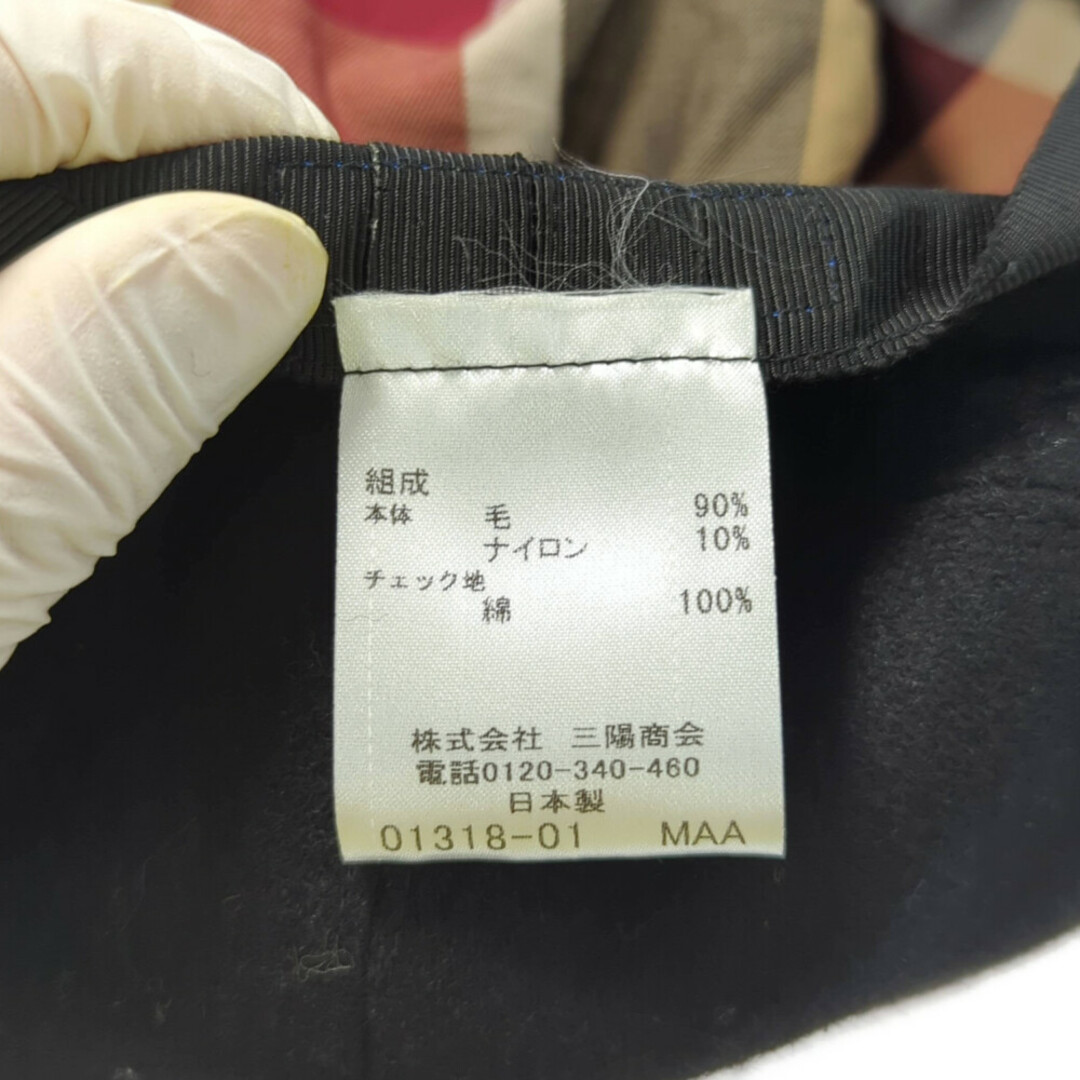 組成
本体 毛 90%
ナイロン 10%
チェック地
綿 100%
株式会社 三陽商会
電話0120-340-460
日本製
01318-01 MAA